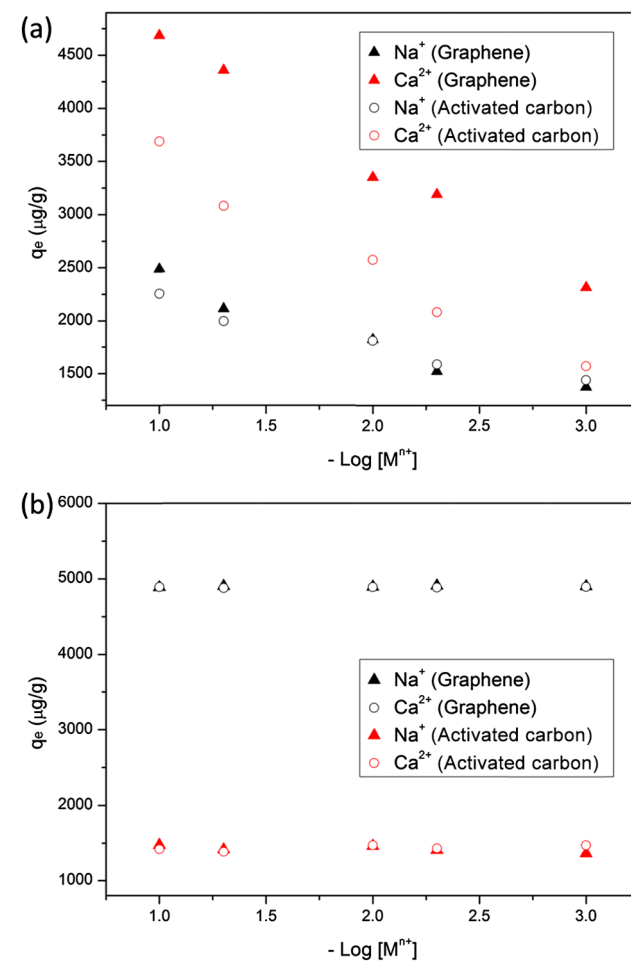 (a)
4500
4000
3500
3000
2500
2000
1500
qe (μg/g)
Na+ (Graphene)
Ca2+ (Graphene)
Na+ (Activated carbon)
Ca2+ (Activated carbon)
1.0 1.5 2.0 2.5 3.0
- Log [Mn+]
(b)
6000
5000
4000
3000
2000
1000
qe (μg/g)
Na+ (Graphene)
Ca2+ (Graphene)
Na+ (Activated carbon)
Ca2+ (Activated carbon)
1.0 1.5 2.0 2.5 3.0
- Log [Mn+]